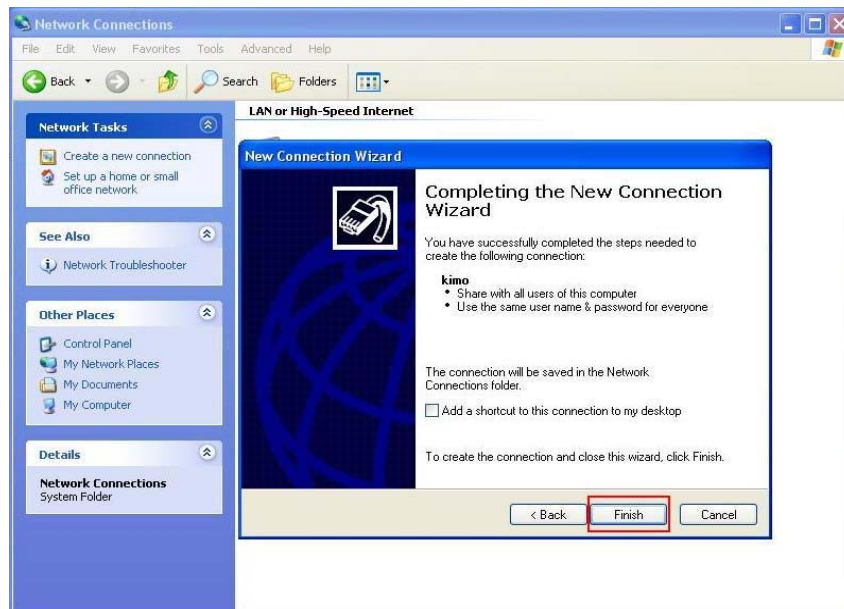 Network Connections
File Edit View Favorites Tools Advanced Help
Back Search Folders
LAN or High-Speed Internet
Network Tasks
Create a new connection
Set up a home or small
office network
See Also
Network Troubleshooter
Other Places
Control Panel
My Network Places
My Documents
My Computer
Details
Network Connections
System Folder
New Connection Wizard
Completing the New Connection
Wizard
You have successfully completed the steps needed to
create the following connection:
kimo
• Share with all users of this computer
• Use the same user name & password for everyone
The connection will be saved in the Network
Connections folder.
Add a shortcut to this connection to my desktop
To create the connection and close this wizard, click Finish.
< Back Finish Cancel